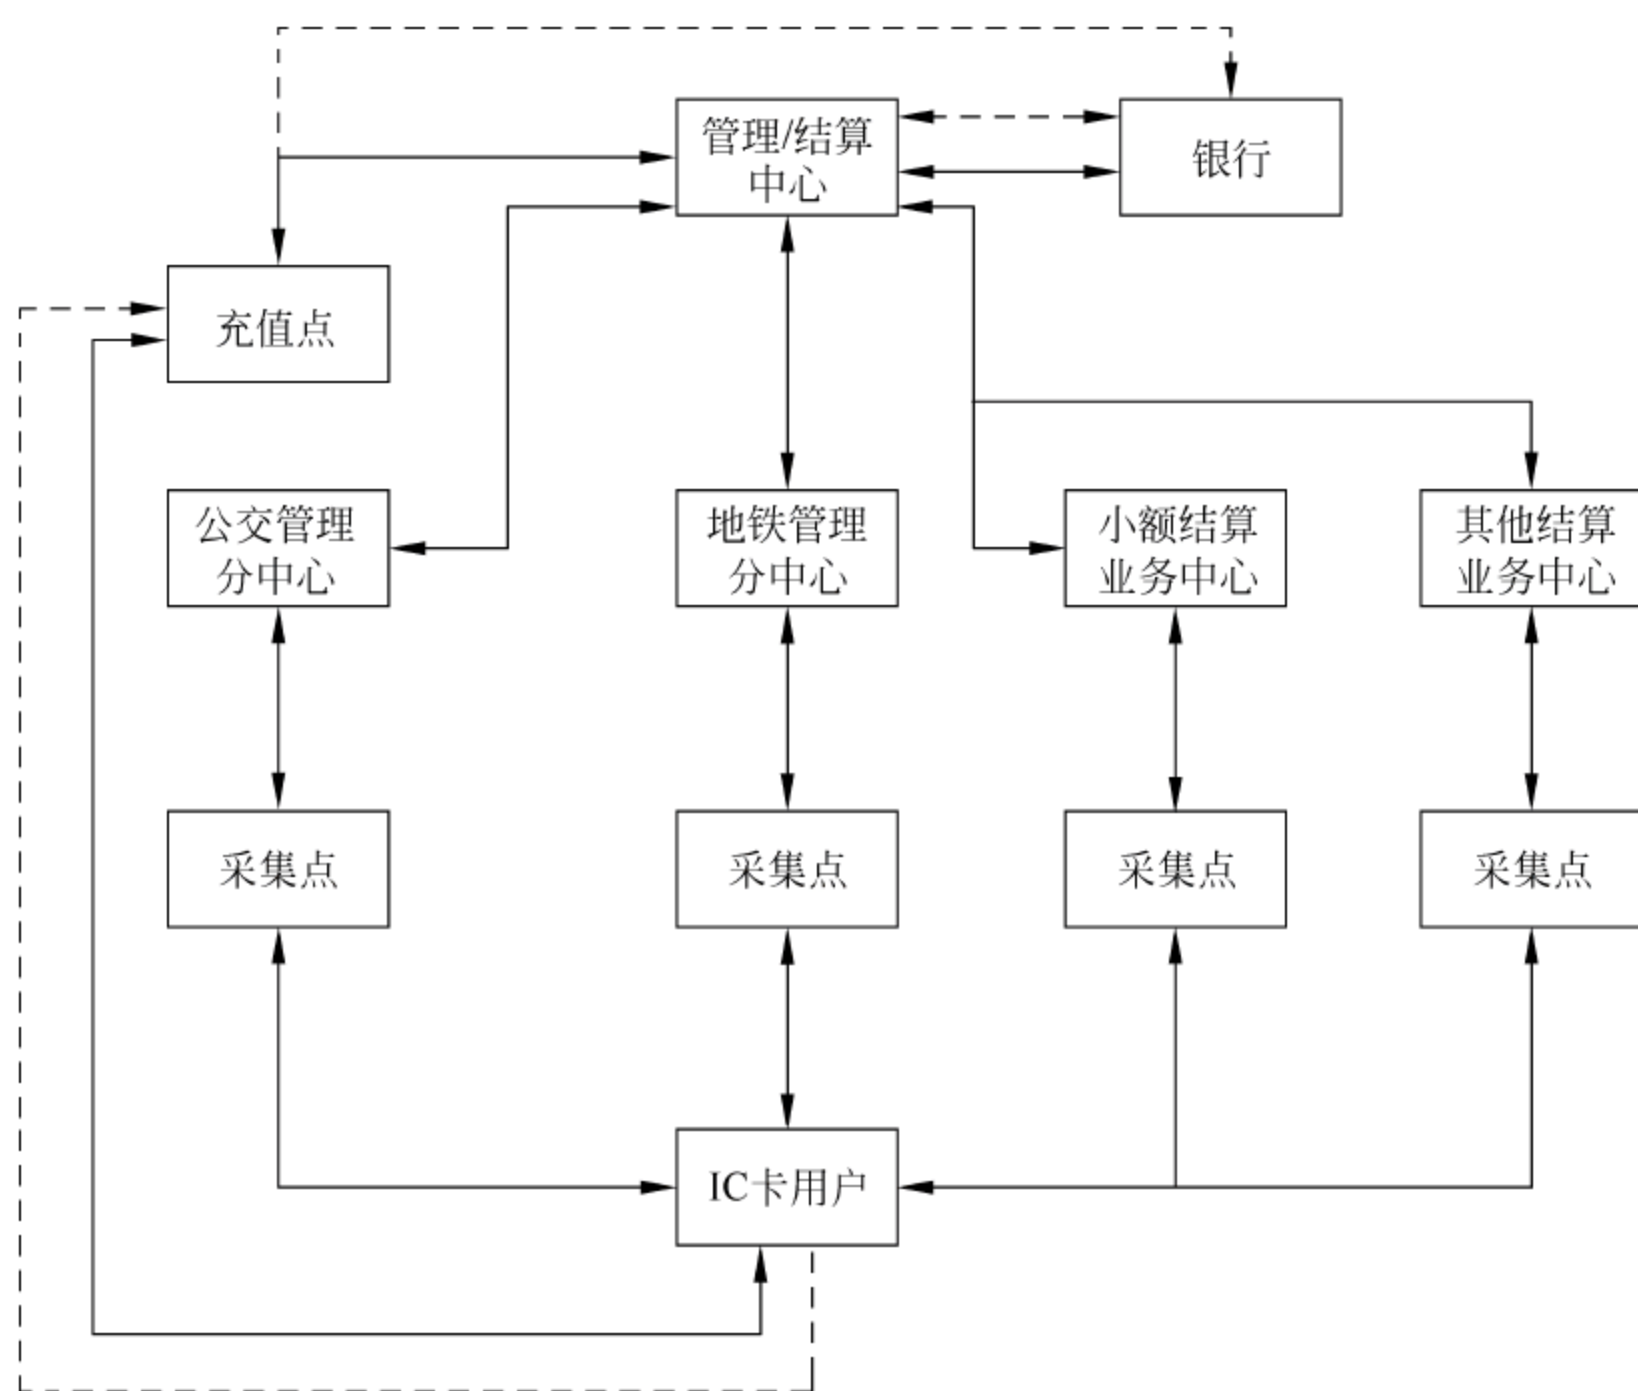 管理/结算
中心
银行
充值点
公交管理
分中心
地铁管理
分中心
小额结算
业务中心
其他结算
业务中心
采集点
采集点
采集点
采集点
IC卡用户